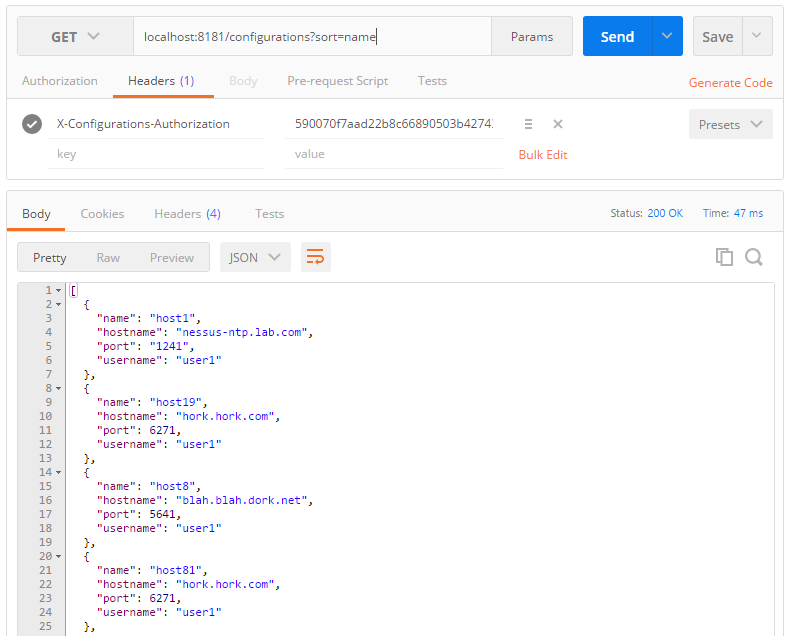 GET localhost:8181/configurations?sort=name Params Send Save
Authorization Headers (1) Body Pre-request Script Tests Generate Code
X-Configurations-Authorization 590070f7aad22b8c66890503b4274 Presets
key value Bulk Edit
Body Cookies Headers (4) Tests Status: 200 OK Time: 47 ms
Pretty Raw Preview JSON
1 [
2 {
3 "name": "host1",
4 "hostname": "nessus-ntp.lab.com",
5 "port": "1241",
6 "username": "user1"
7 },
8 {
9 "name": "host19",
10 "hostname": "hork.hork.com",
11 "port": 6271,
12 "username": "user1"
13 },
14 {
15 "name": "host8",
16 "hostname": "blah.blah.dork.net",
17 "port": 5641,
18 "username": "user1"
19 },
20 {
21 "name": "host81",
22 "hostname": "hork.hork.com",
23 "port": 6271,
24 "username": "user1"
25 },